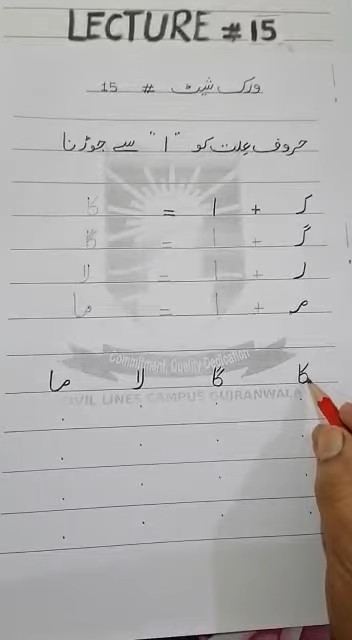 LECTURE # 15
ورک شیٹ # 15
حروف علت کو "ا" سے جوڑنا
ک + ا = کا
گ + ا = گا
ل + ا = لا
م + ا = ما
Commitment Quality Dedication
کا گا لا ما
CIVIL LINES CAMPUS GUJRANWALA